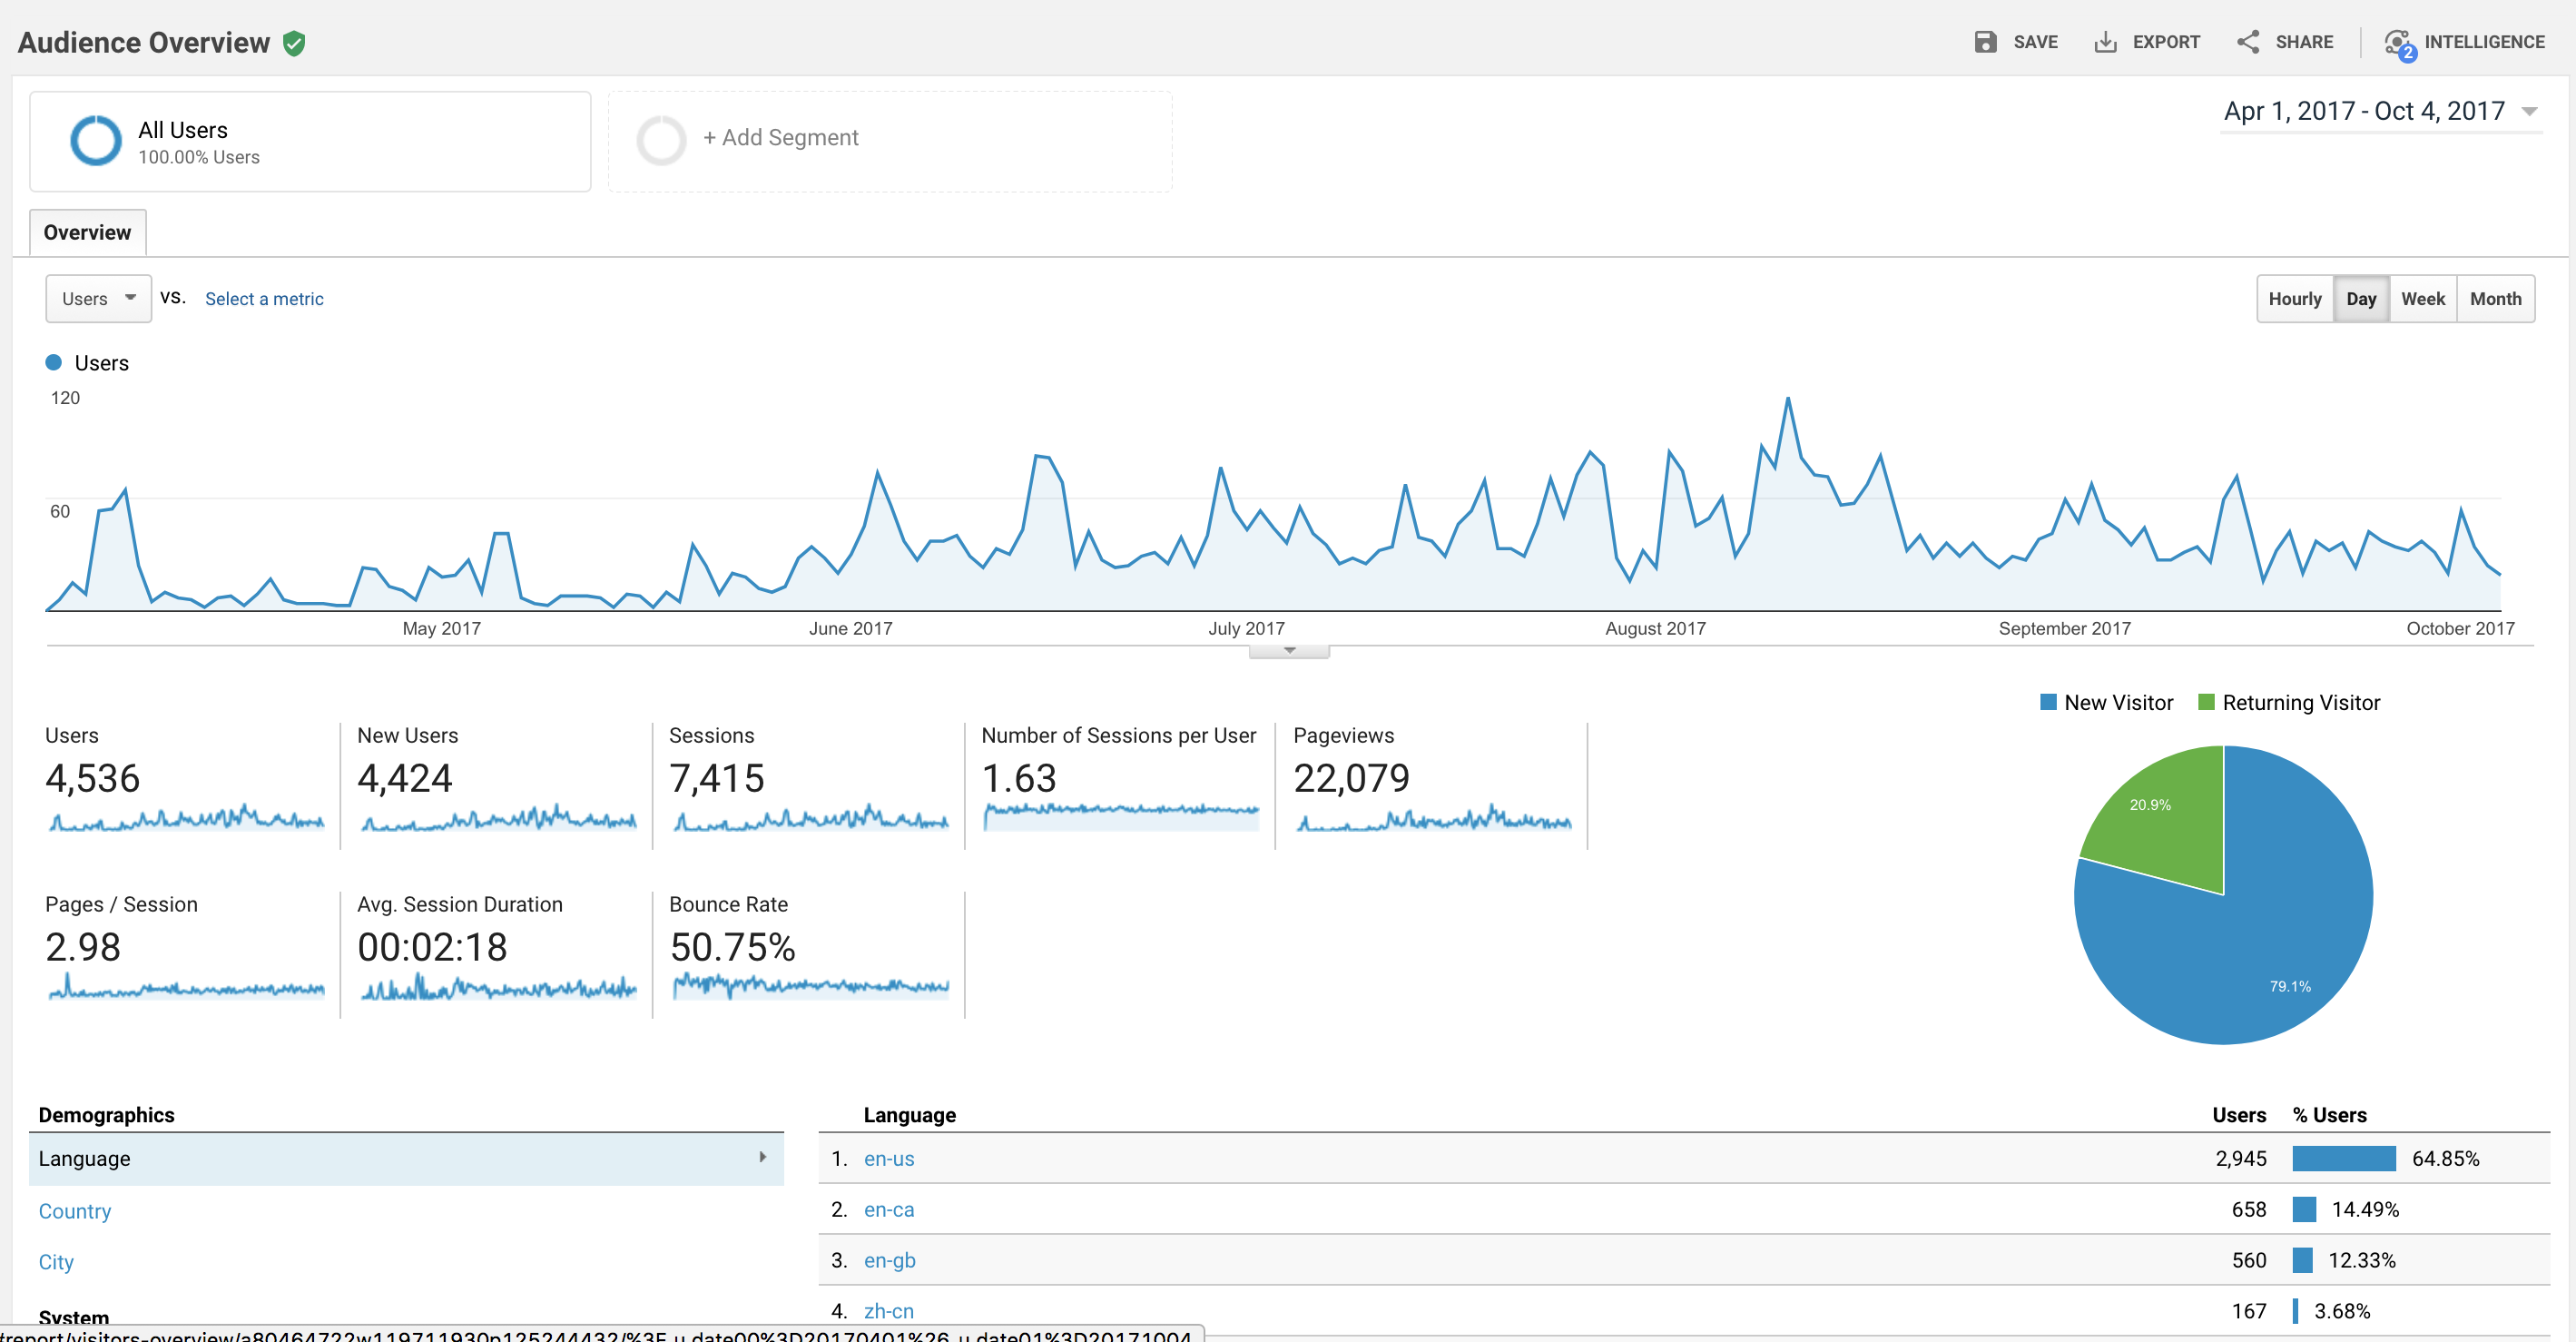 Audience Overview
SAVE EXPORT SHARE 2 INTELLIGENCE
All Users
100.00% Users
+ Add Segment
Apr 1, 2017 - Oct 4, 2017
Overview
Users VS. Select a metric
Hourly Day Week Month
Users
120
60
May 2017 June 2017 July 2017 August 2017 September 2017 October 2017
New Visitor Returning Visitor
Users
4,536
New Users
4,424
Sessions
7,415
Number of Sessions per User
1.63
Pageviews
22,079
20.9%
79.1%
Pages / Session
2.98
Avg. Session Duration
00:02:18
Bounce Rate
50.75%
Demographics
Language
Country
City
System
Language Users % Users
1. en-us 2,945 64.85%
2. en-ca 658 14.49%
3. en-gb 560 12.33%
4. zh-cn 167 3.68%
#report/visitors-overview/a80464722w119711930p125244432/%3F_u.date00%3D20170401%26_u.date01%3D20171004